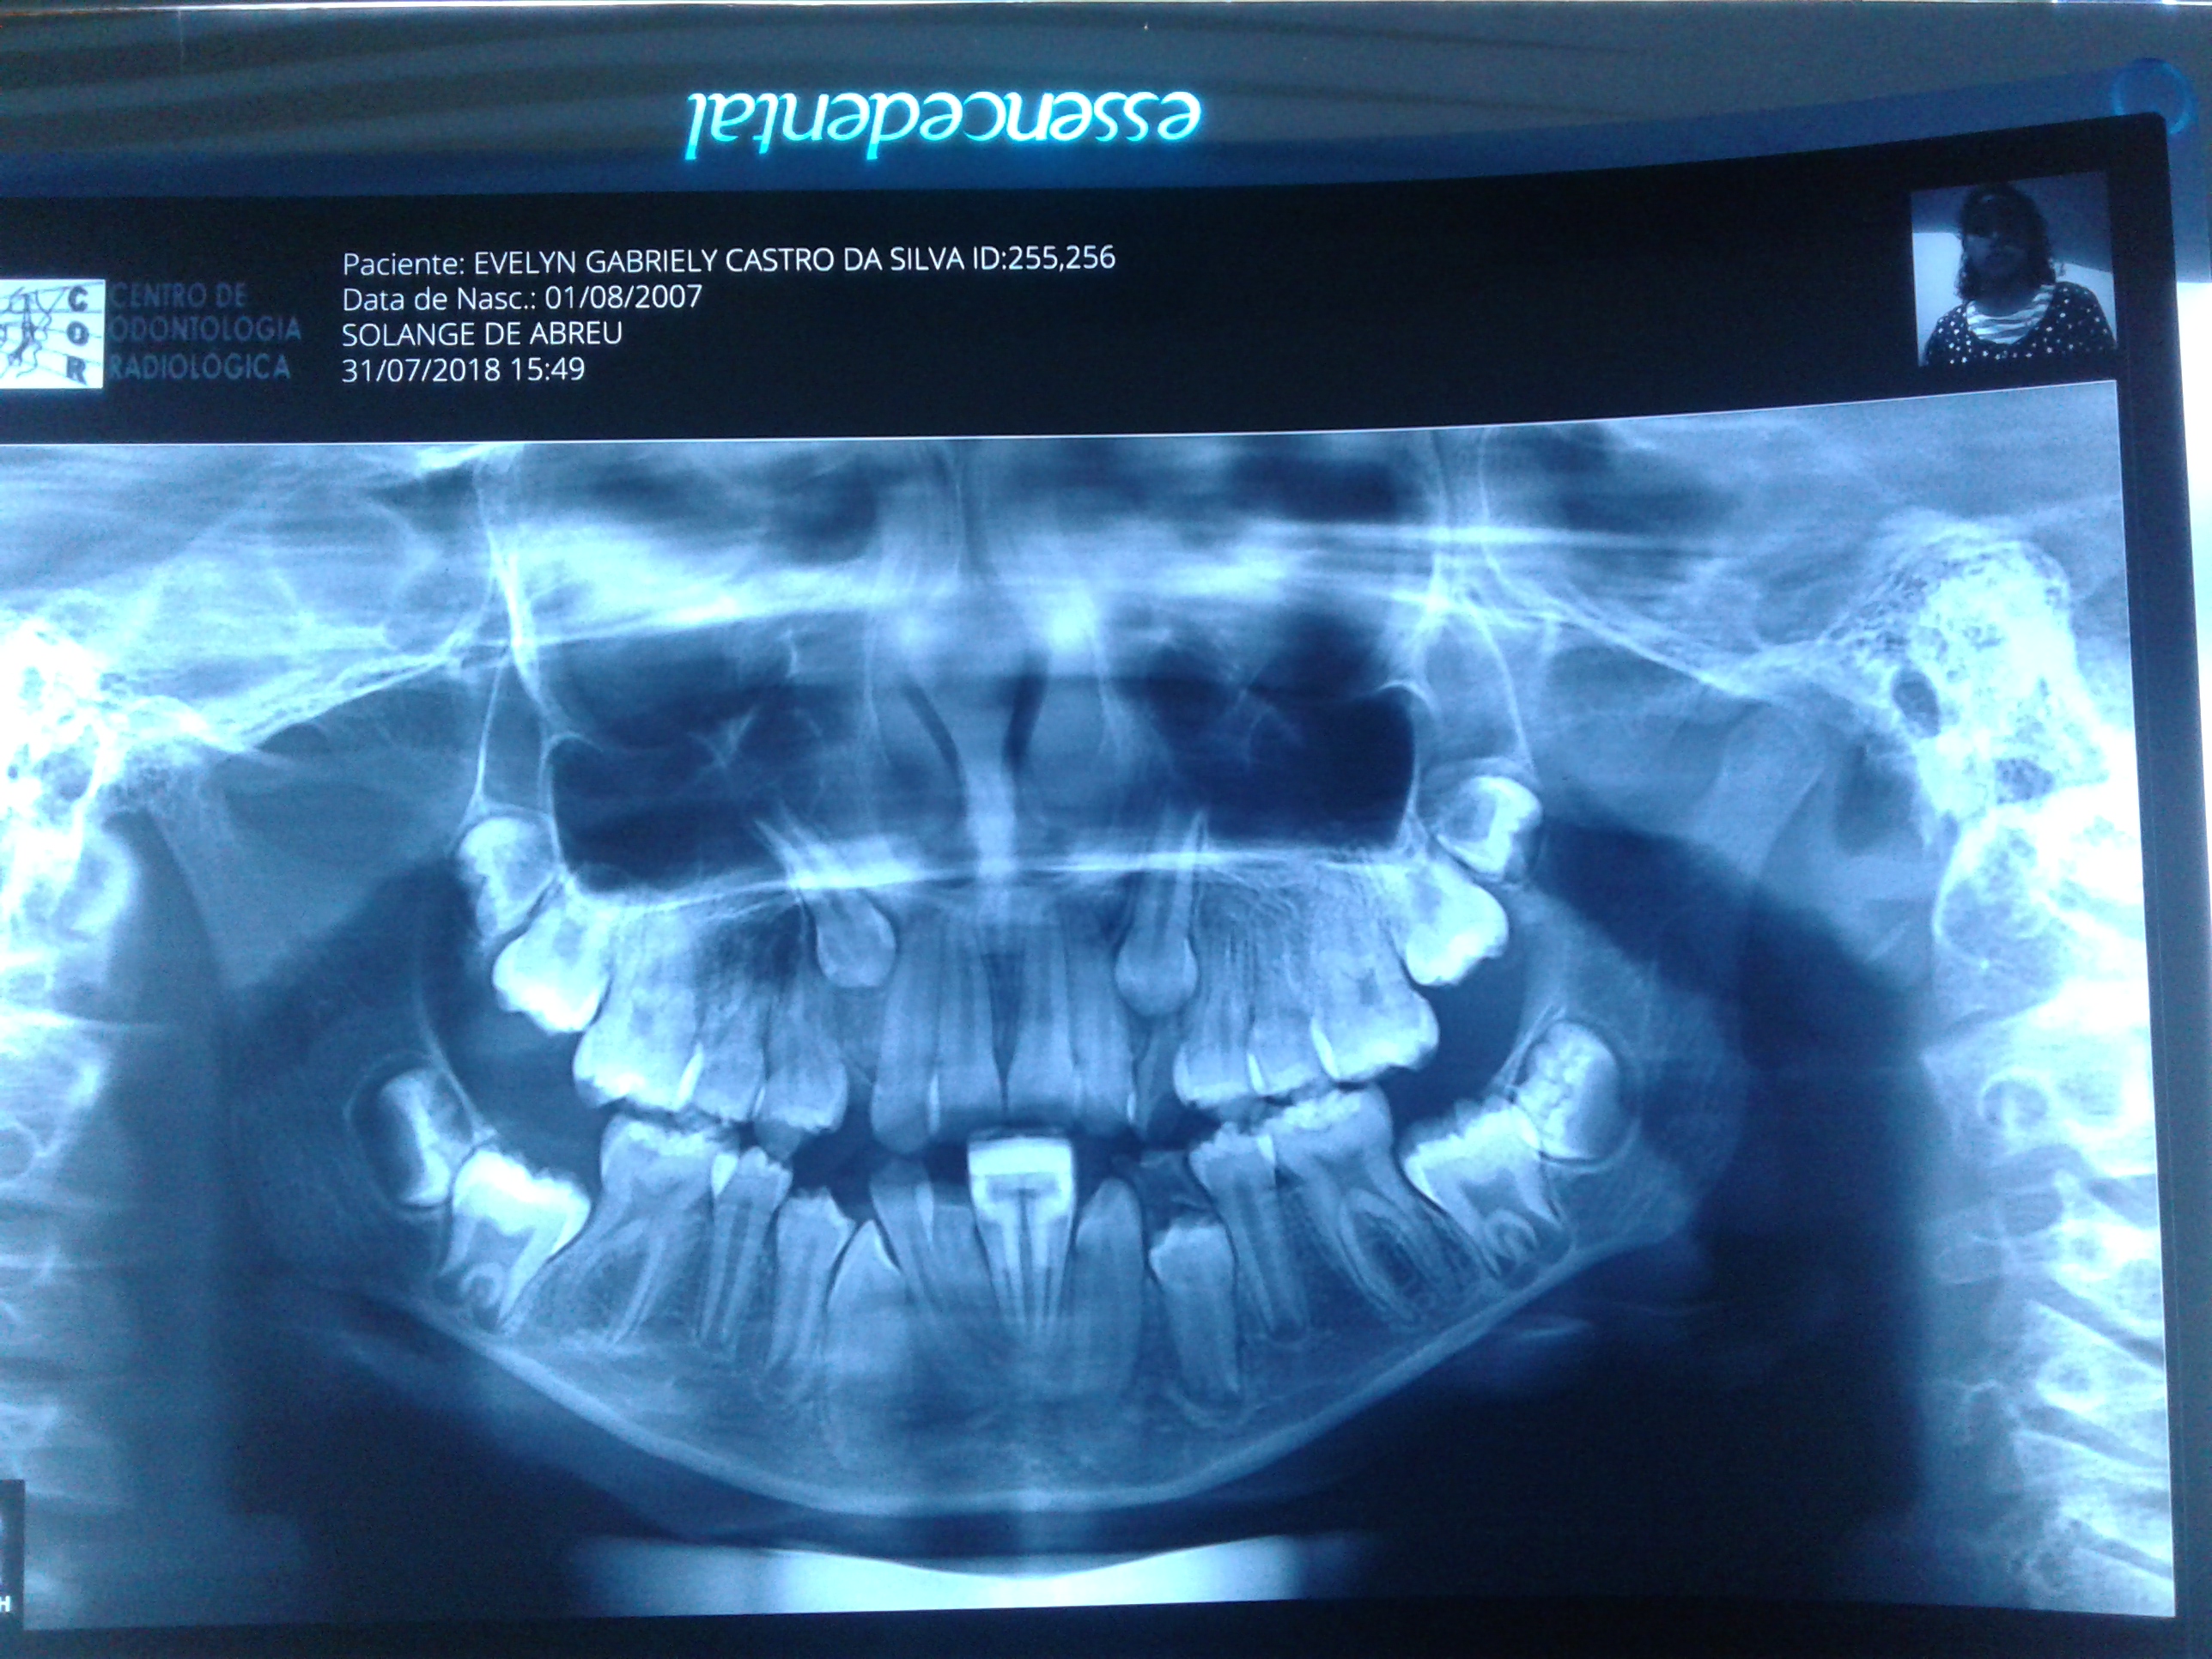 essencedental
C CENTRO DE
O ODONTOLOGIA
R RADIOLÓGICA
Paciente: EVELYN GABRIELY CASTRO DA SILVA ID:255,256
Data de Nasc.: 01/08/2007
SOLANGE DE ABREU
31/07/2018 15:49
H